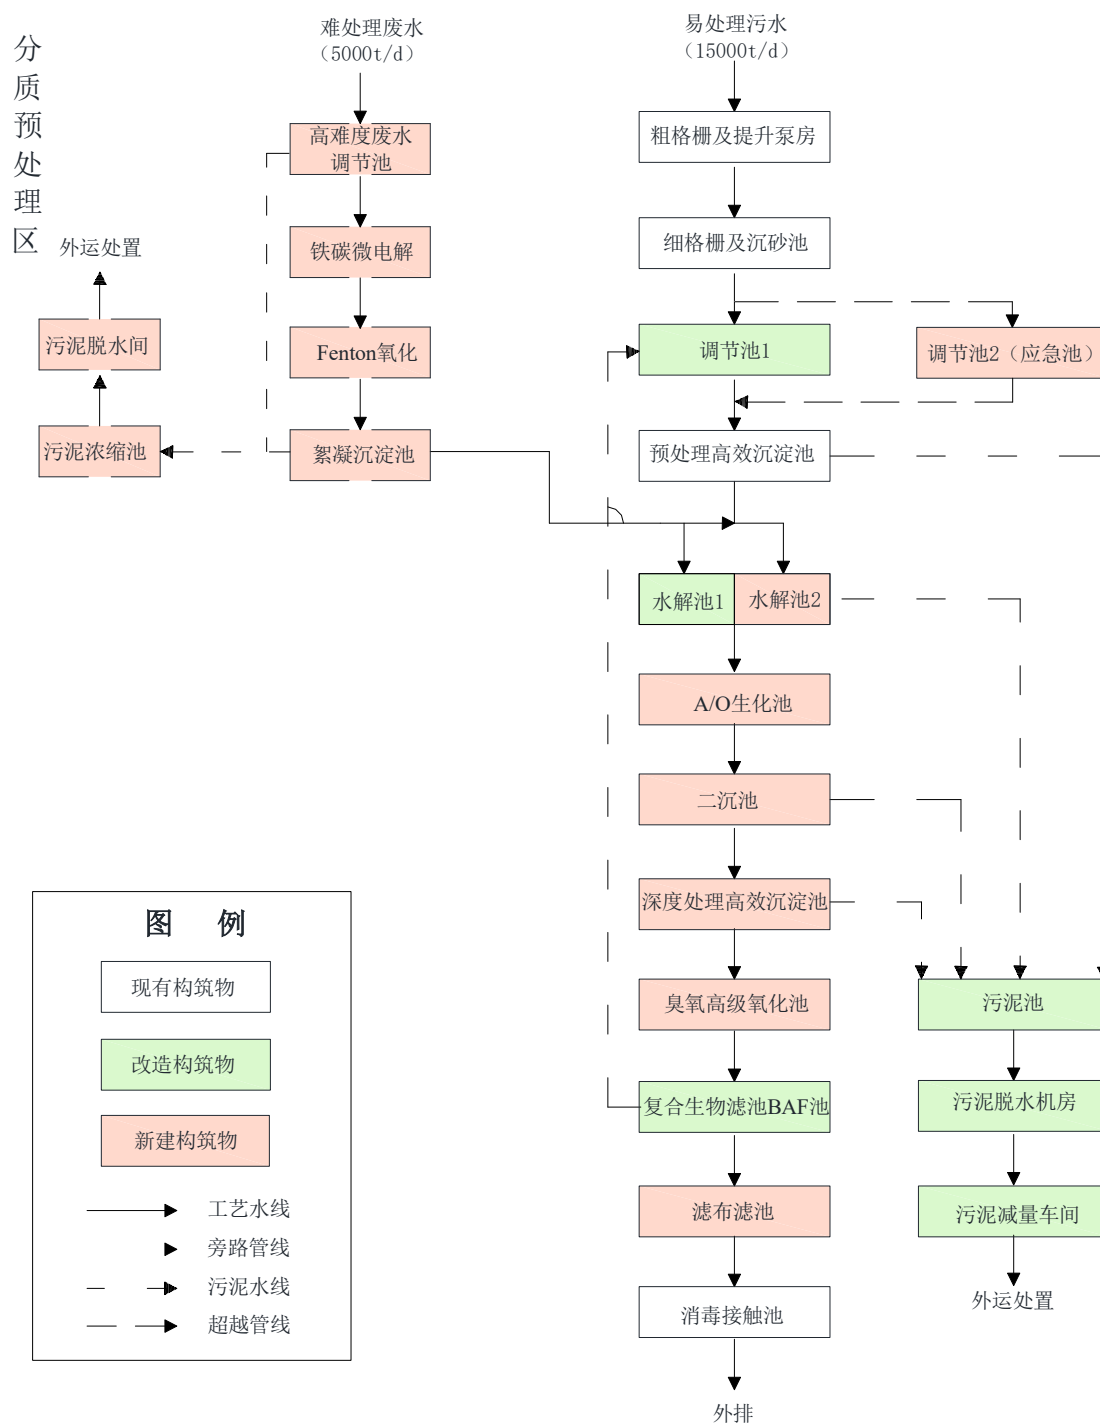 分质预处理区
难处理废水
（5000t/d）
易处理污水
（15000t/d）
高难度废水
调节池
粗格栅及提升泵房
铁碳微电解
细格栅及沉砂池
外运处置
污泥脱水间
Fenton氧化
调节池1
调节池2（应急池）
污泥浓缩池
絮凝沉淀池
预处理高效沉淀池
水解池1
水解池2
A/O生化池
二沉池
深度处理高效沉淀池
臭氧高级氧化池
污泥池
复合生物滤池BAF池
污泥脱水机房
滤布滤池
污泥减量车间
消毒接触池
外运处置
外排
图 例
现有构筑物
改造构筑物
新建构筑物
工艺水线
旁路管线
污泥水线
超越管线